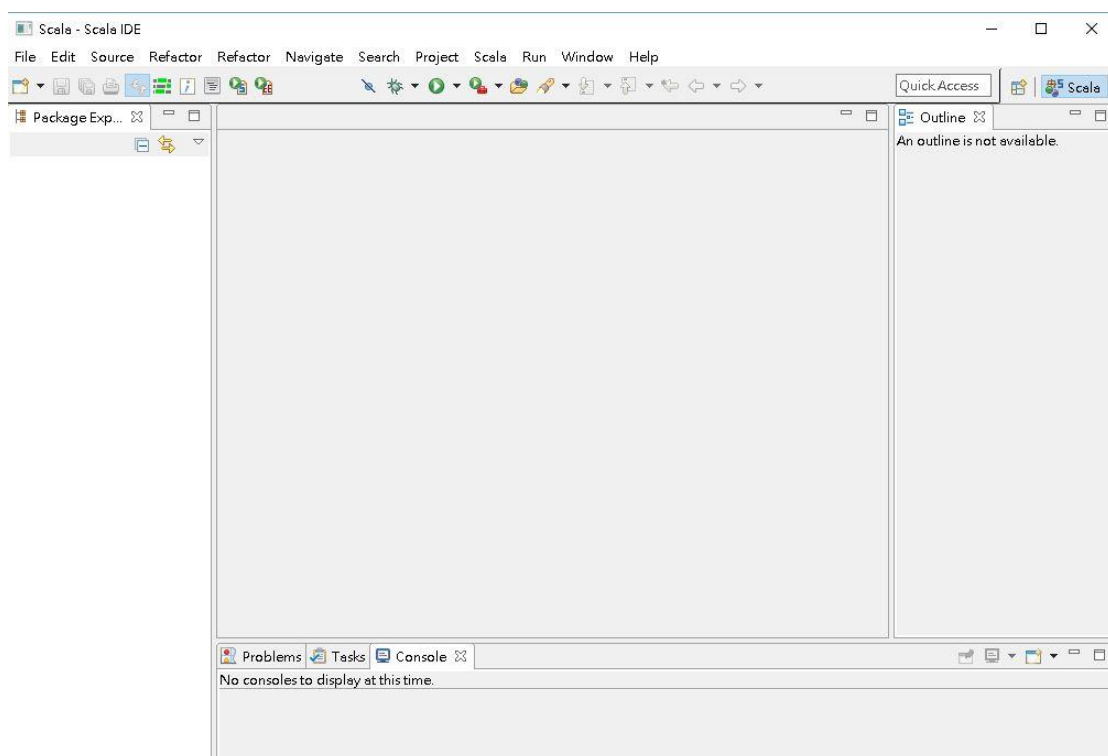 Scala - Scala IDE
File Edit Source Refactor Refactor Navigate Search Project Scala Run Window Help
Quick Access Scala
Package Exp...
Outline
An outline is not available.
Problems Tasks Console
No consoles to display at this time.